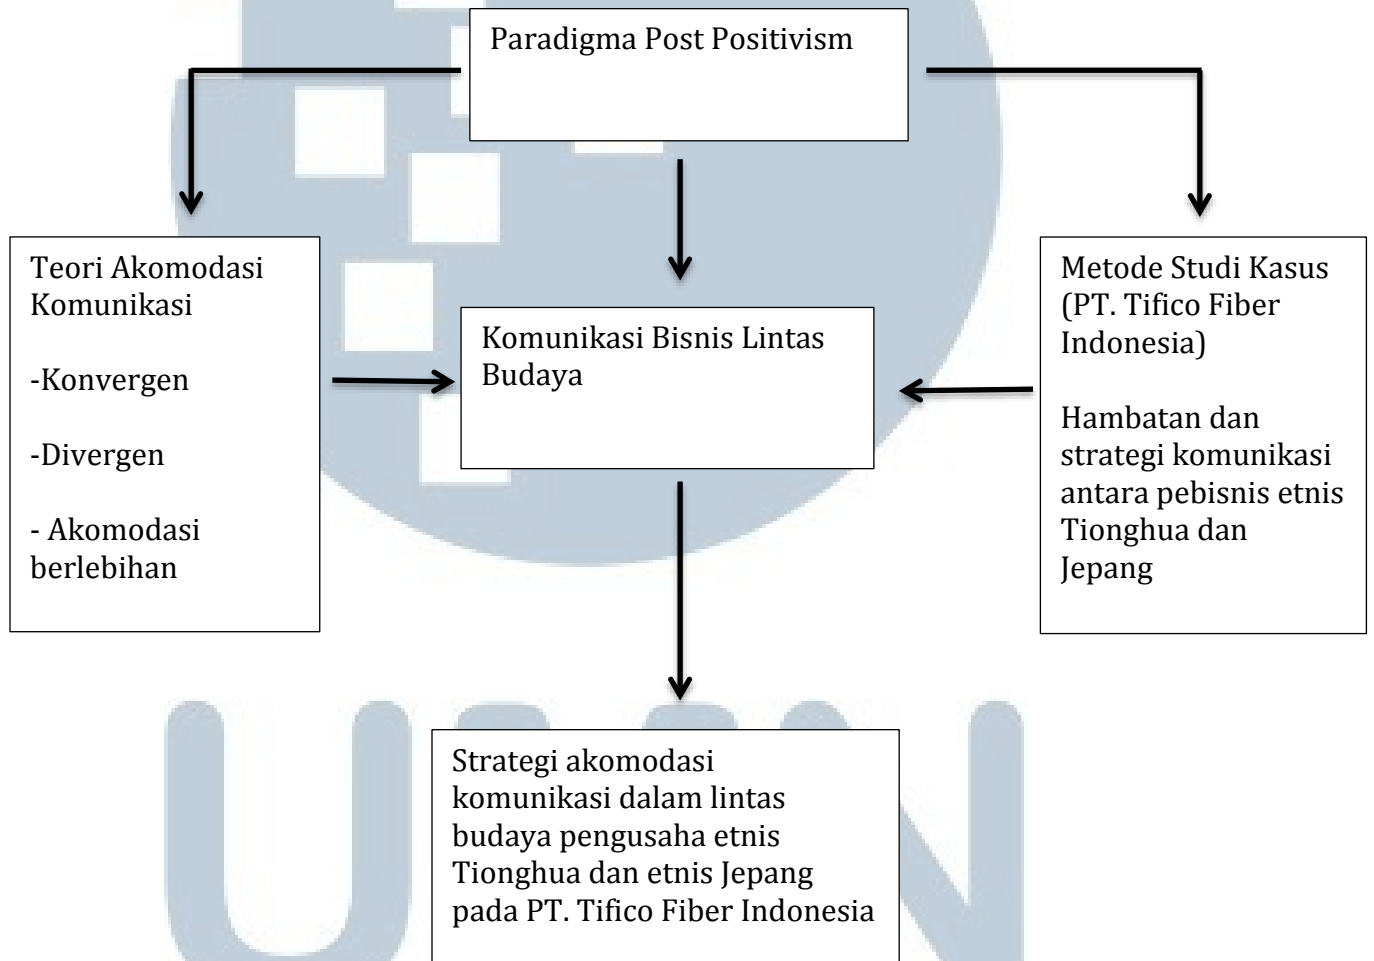 Paradigma Post Positivism
Teori Akomodasi
Komunikasi
-Konvergen
-Divergen
- Akomodasi
berlebihan
Komunikasi Bisnis Lintas
Budaya
Metode Studi Kasus
(PT. Tifico Fiber
Indonesia)
Hambatan dan
strategi komunikasi
antara pebisnis etnis
Tionghua dan
Jepang
Strategi akomodasi
komunikasi dalam lintas
budaya pengusaha etnis
Tionghua dan etnis Jepang
pada PT. Tifico Fiber Indonesia